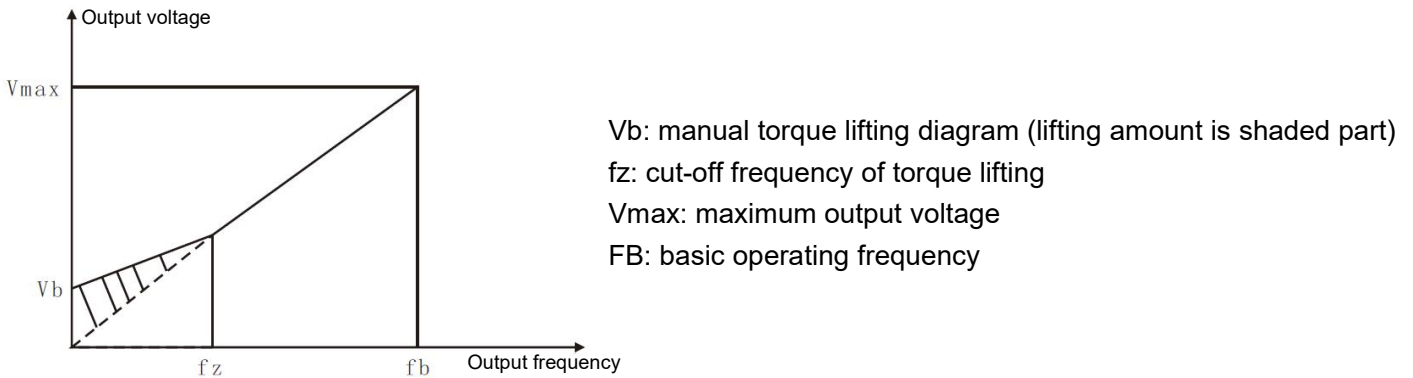 Output voltage
Vmax
Vb
fz
fb
Output frequency
Vb: manual torque lifting diagram (lifting amount is shaded part)
fz: cut-off frequency of torque lifting
Vmax: maximum output voltage
FB: basic operating frequency